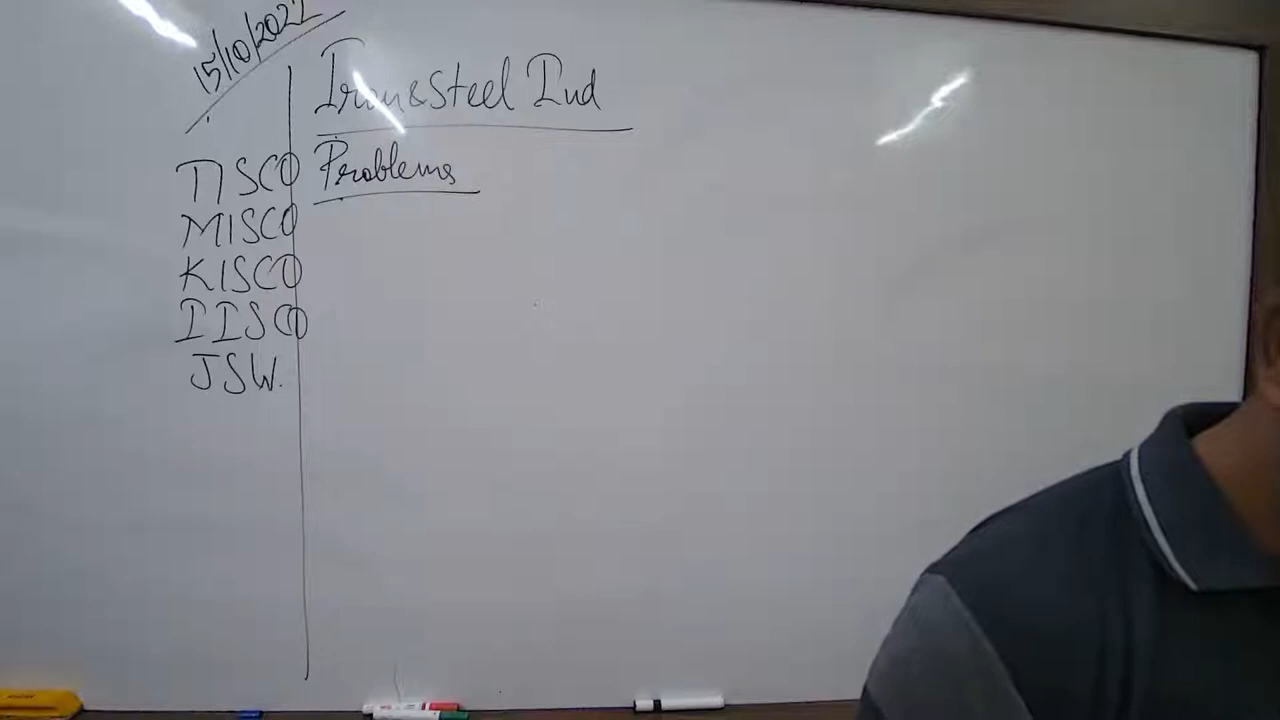 15/10/2022
Iron & Steel Ind
Problems
TISCO
MISCO
KISCO
IISCO
JSW.